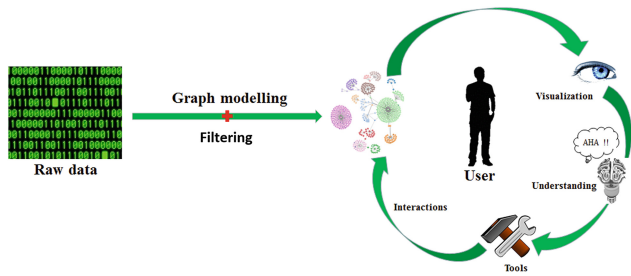 Graph modelling
Filtering
Raw data
User
Visualization
AHA !!
Understanding
Interactions
Tools